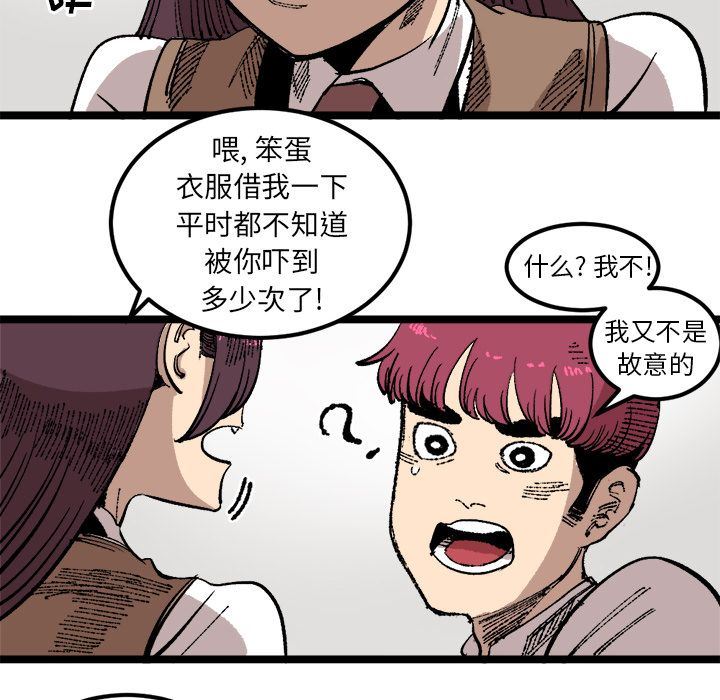 喂, 笨蛋
衣服借我一下
平时都不知道
被你吓到
多少次了!
什么? 我不!
我又不是
故意的